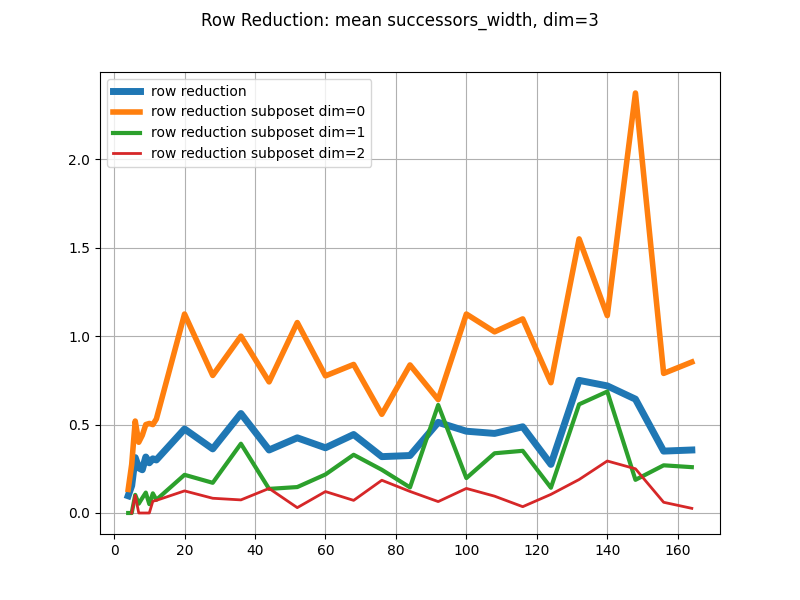 Row Reduction: mean successors_width, dim=3
row reduction
row reduction subposet dim=0
row reduction subposet dim=1
row reduction subposet dim=2
2.0
1.5
1.0
0.5
0.0
0 20 40 60 80 100 120 140 160